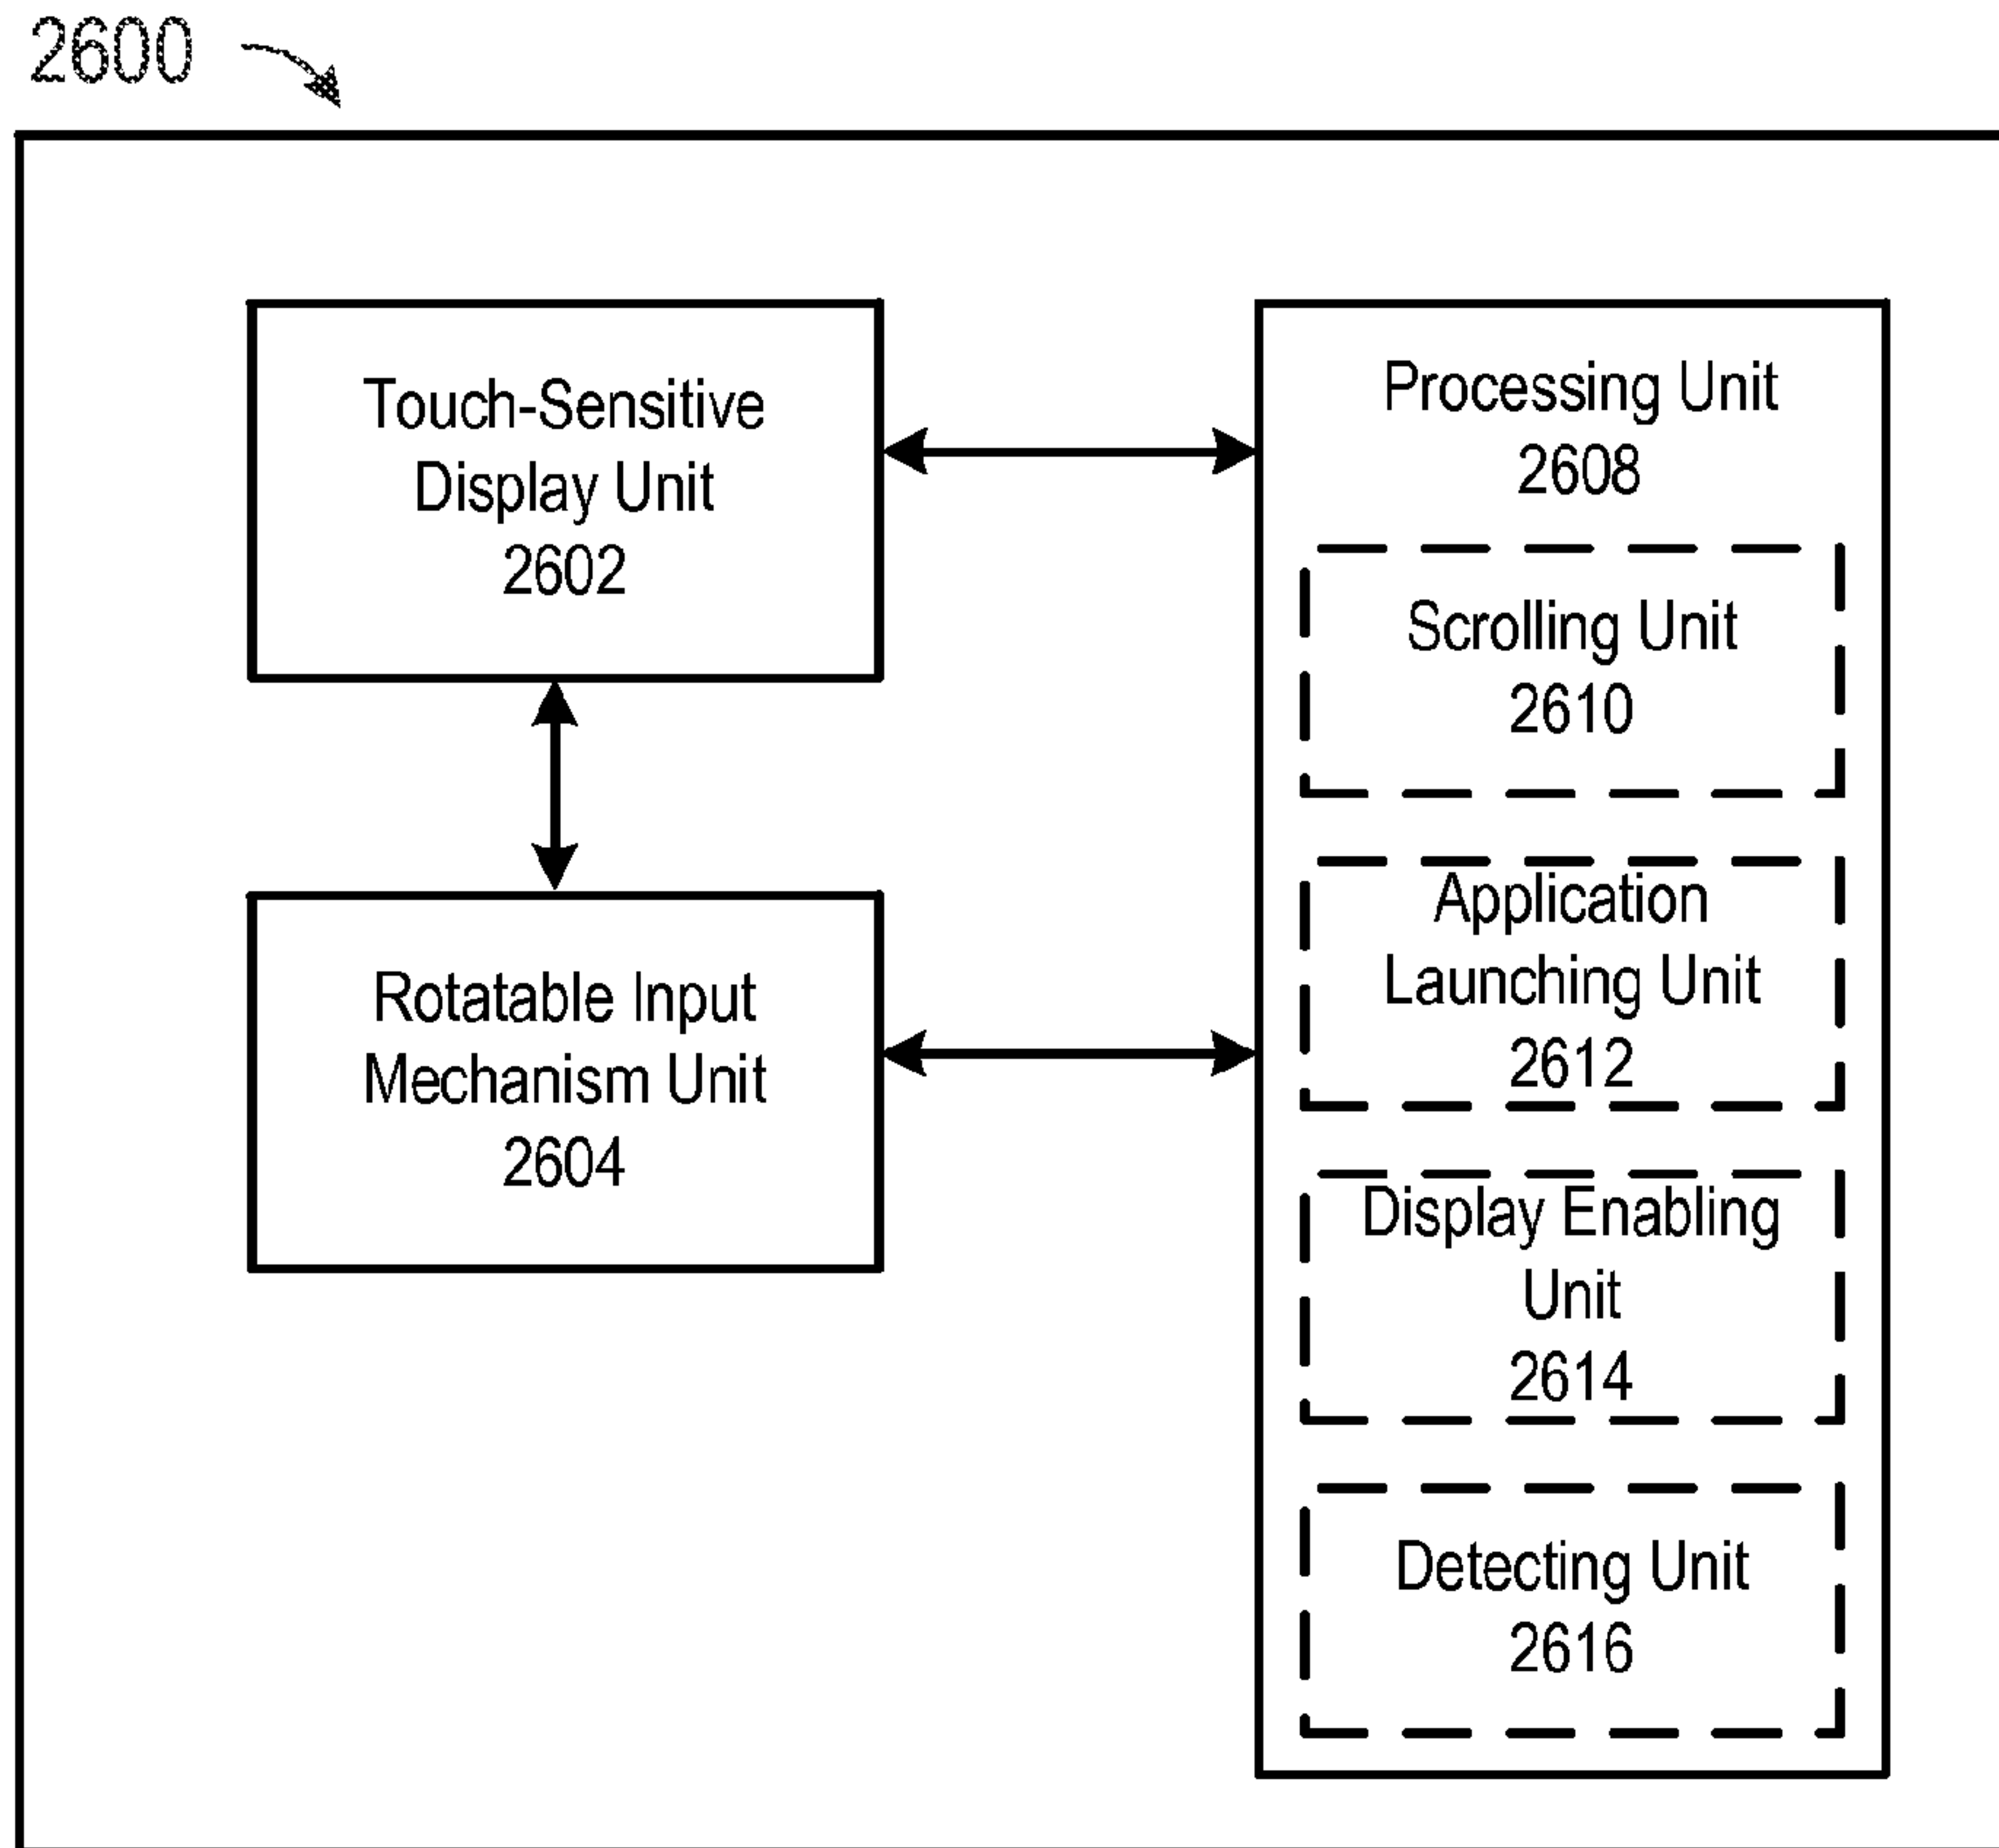 2600
Touch-Sensitive
Display Unit
2602
Rotatable Input
Mechanism Unit
2604
Processing Unit
2608
Scrolling Unit
2610
Application
Launching Unit
2612
Display Enabling
Unit
2614
Detecting Unit
2616